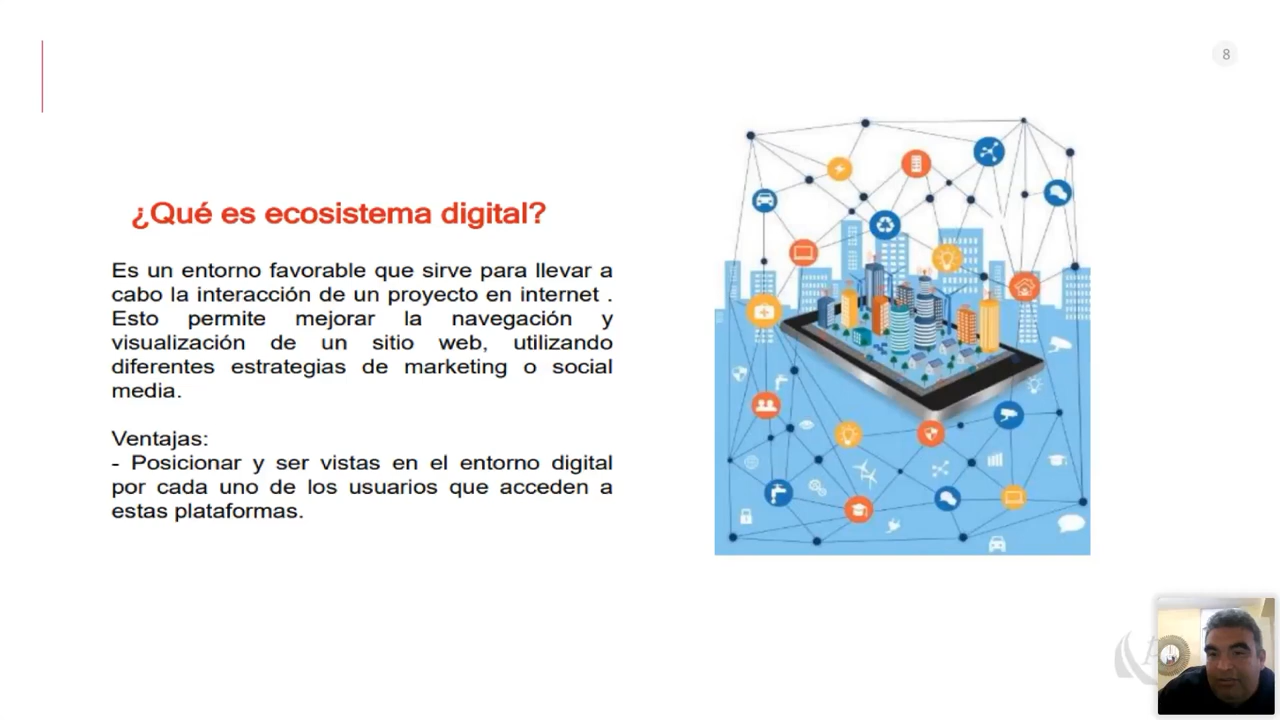 8
¿Qué es ecosistema digital?
Es un entorno favorable que sirve para llevar a
cabo la interacción de un proyecto en internet .
Esto permite mejorar la navegación y
visualización de un sitio web, utilizando
diferentes estrategias de marketing o social
media.
Ventajas:
- Posicionar y ser vistas en el entorno digital
por cada uno de los usuarios que acceden a
estas plataformas.